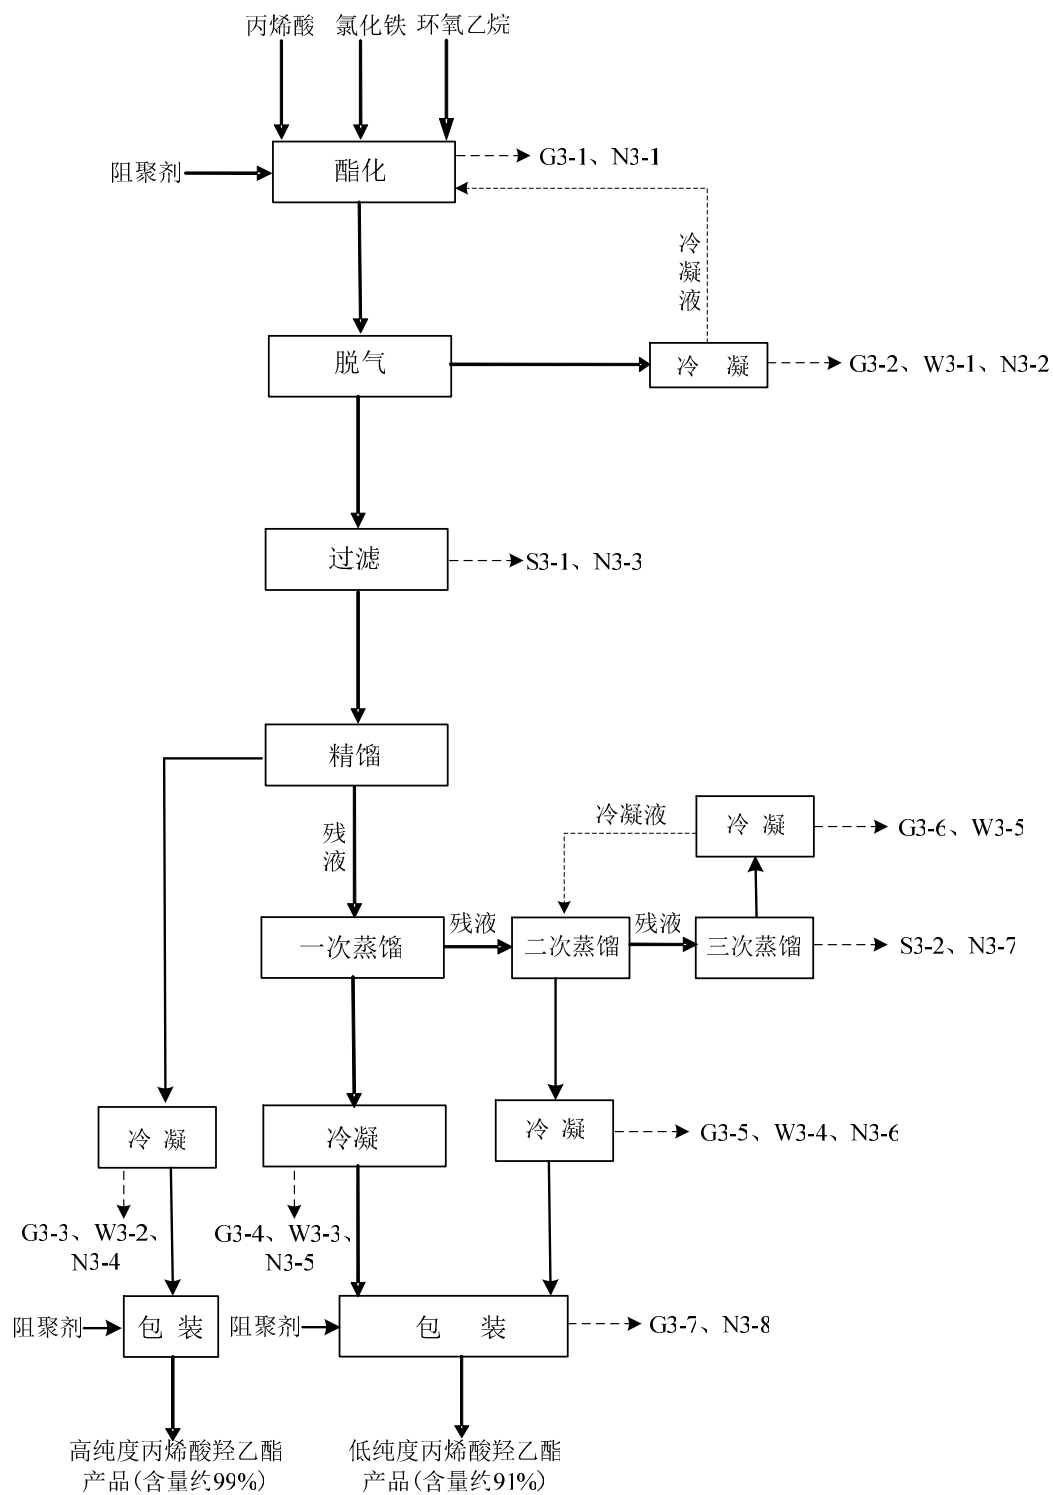 丙烯酸
氯化铁
环氧乙烷
阻聚剂
酯化
G3-1、N3-1
冷
凝
液
脱气
冷 凝
G3-2、W3-1、N3-2
过滤
S3-1、N3-3
精馏
残
液
冷凝液
冷 凝
G3-6、W3-5
一次蒸馏
残液
二次蒸馏
残液
三次蒸馏
S3-2、N3-7
冷 凝
冷凝
冷 凝
G3-5、W3-4、N3-6
G3-3、W3-2、
N3-4
G3-4、W3-3、
N3-5
阻聚剂
包 装
阻聚剂
包 装
G3-7、N3-8
高纯度丙烯酸羟乙酯
产品(含量约99%)
低纯度丙烯酸羟乙酯
产品(含量约91%)